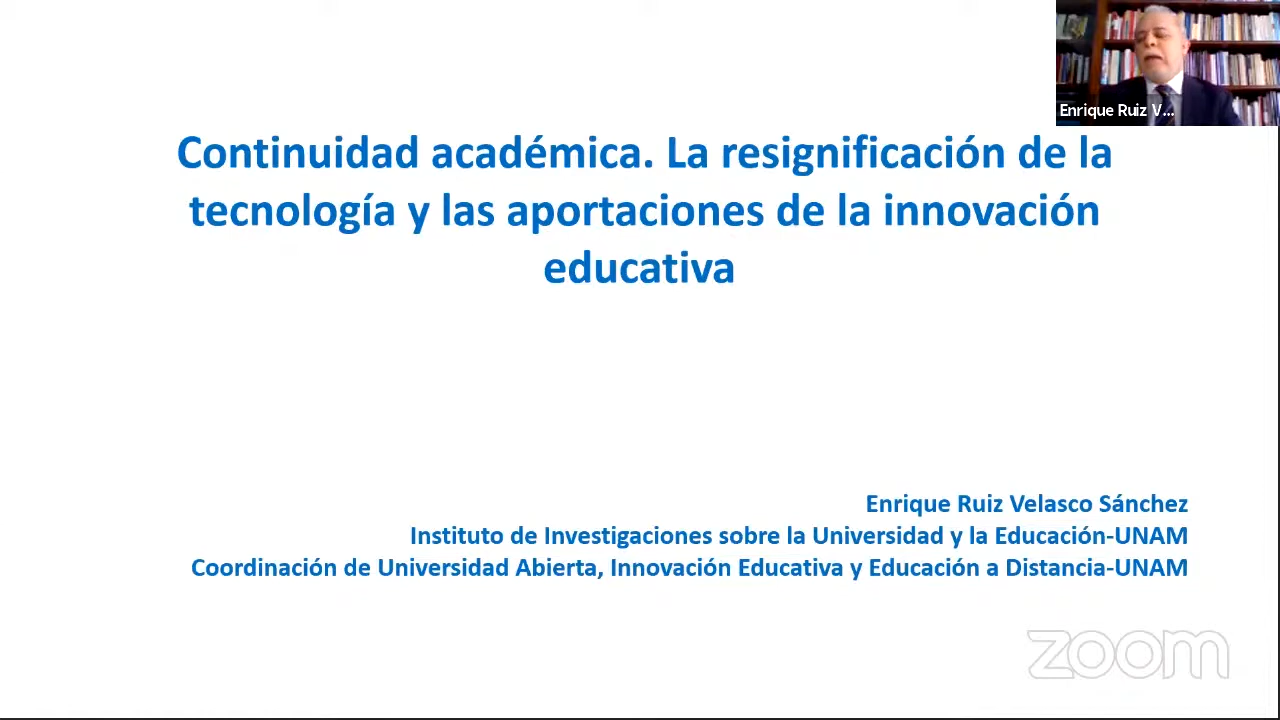 Enrique Ruiz V...
Continuidad académica. La resignificación de la
tecnología y las aportaciones de la innovación
educativa
Enrique Ruiz Velasco Sánchez
Instituto de Investigaciones sobre la Universidad y la Educación-UNAM
Coordinación de Universidad Abierta, Innovación Educativa y Educación a Distancia-UNAM
zoom